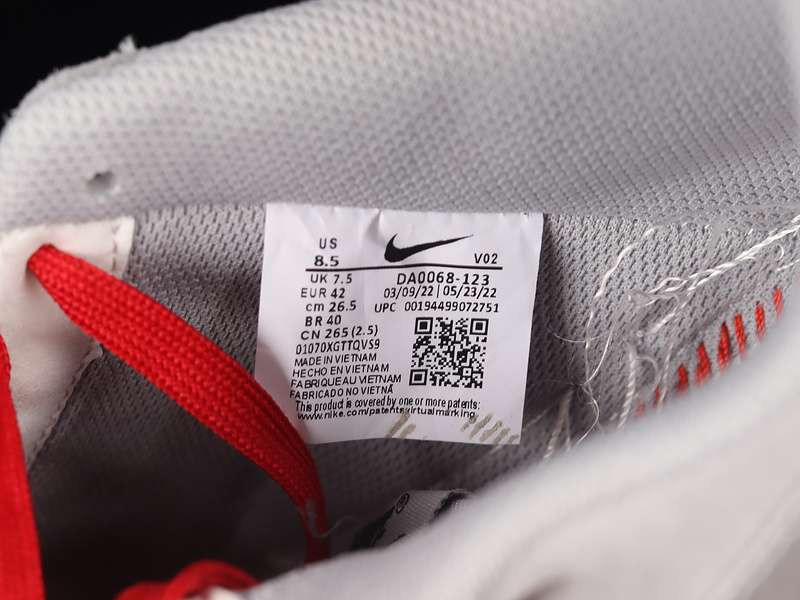 US
8.5
V02
UK 7.5 DA0068-123
EUR 42 03/09/22 | 05/23/22
cm 26.5 UPC 00194499072751
BR 40
CN 265 (2.5)
01070XGTTQVS9
MADE IN VIETNAM
HECHO EN VIETNAM
FABRIQUE AU VIETNAM
FABRICADO NO VIETNÃ
This product is covered by one or more patents:
www.nike.com/patentsvirtualmarking
®